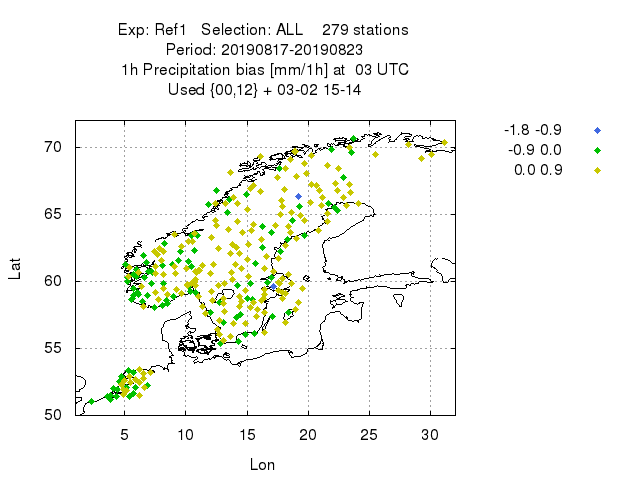 Exp: Ref1   Selection: ALL    279 stations
Period: 20190817-20190823
1h Precipitation bias [mm/1h] at  03 UTC
Used {00,12} + 03-02 15-14
-1.8 -0.9
-0.9 0.0
0.0 0.9
70
65
60
55
50
Lat
5 10 15 20 25 30
Lon